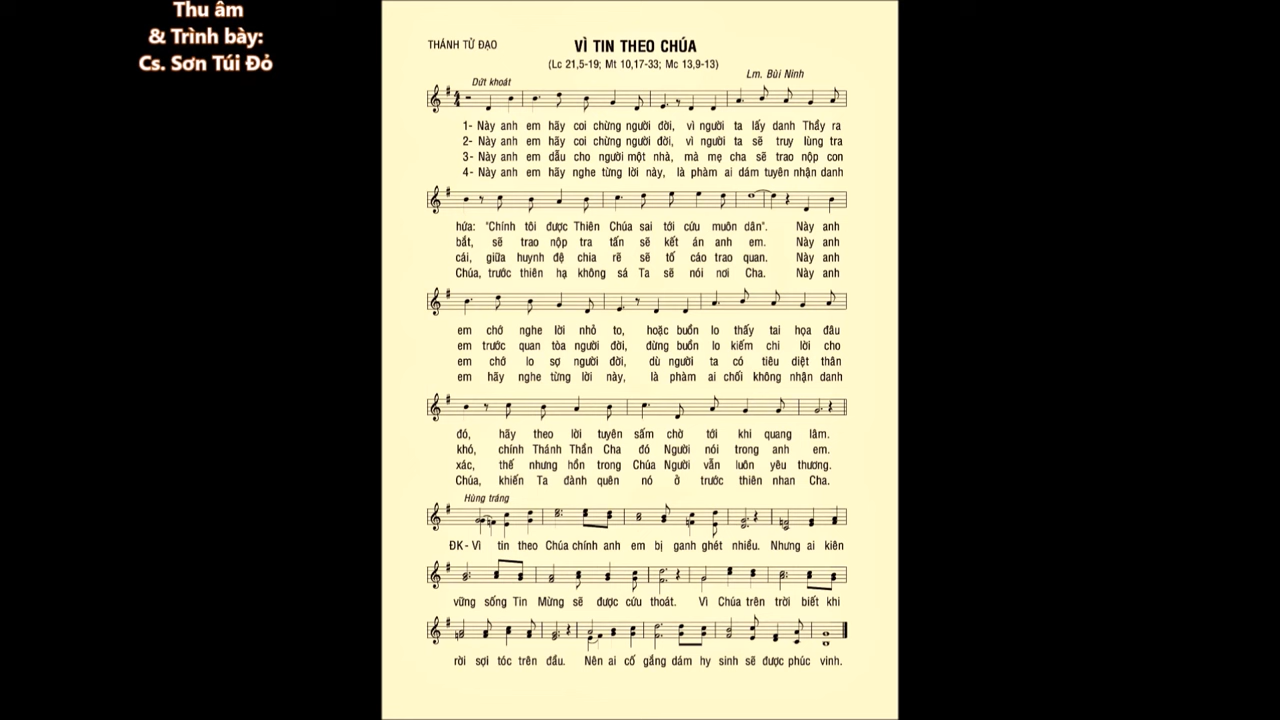 Thu âm
& Trình bày:
Cs. Sơn Túi Đỏ
THÁNH TỬ ĐẠO
VÌ TIN THEO CHÚA
(Lc 21,5-19; Mt 10,17-33; Mc 13,9-13)
Lm. Bùi Ninh
Dứt khoát
1- Này anh em hãy coi chừng người đời, vì người ta lấy danh Thầy ra
2- Này anh em hãy coi chừng người đời, vì người ta sẽ truy lùng tra
3- Này anh em dẫu cho người một nhà, mà mẹ cha sẽ trao nộp con
4- Này anh em hãy nghe từng lời này, là phàm ai dám tuyên nhận danh
hứa: "Chính tôi được Thiên Chúa sai tới cứu muôn dân". Này anh
bắt, sẽ trao nộp tra tấn sẽ kết án anh em. Này anh
cái, giữa huynh đệ chia rẽ sẽ tố cáo trao quan. Này anh
Chúa, trước thiên hạ không sá Ta sẽ nói nơi Cha. Này anh
em chớ nghe lời nhỏ to, hoặc buồn lo thấy tai họa đâu
em trước quan tòa người đời, đừng buồn lo kiếm chi lời cho
em chớ lo sợ người đời, dù người ta có tiêu diệt thân
em hãy nghe từng lời này, là phàm ai chối không nhận danh
đó, hãy theo lời tuyên sấm chờ tới khi quang lâm.
khó, chính Thánh Thần Cha đó Người nói trong anh em.
xác, thế nhưng hồn trong Chúa Người vẫn luôn yêu thương.
Chúa, khiến Ta đành quên nó ở trước thiên nhan Cha.
Hùng tráng
ĐK- Vì tin theo Chúa chính anh em bị ganh ghét nhiều. Nhưng ai kiên
vững sống Tin Mừng sẽ được cứu thoát. Vì Chúa trên trời biết khi
rời sợi tóc trên đầu. Nên ai cố gắng dám hy sinh sẽ được phúc vinh.